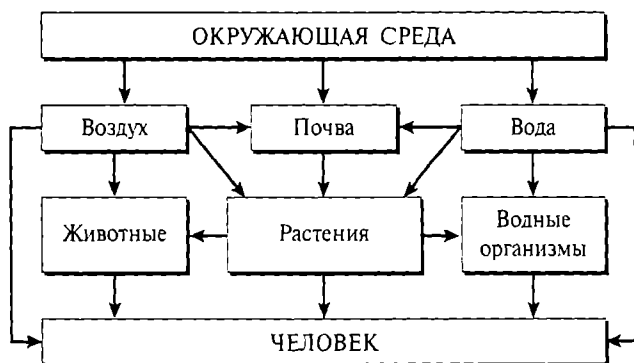 ОКРУЖАЮЩАЯ СРЕДА
Воздух
Почва
Вода
Животные
Растения
Водные
организмы
ЧЕЛОВЕК